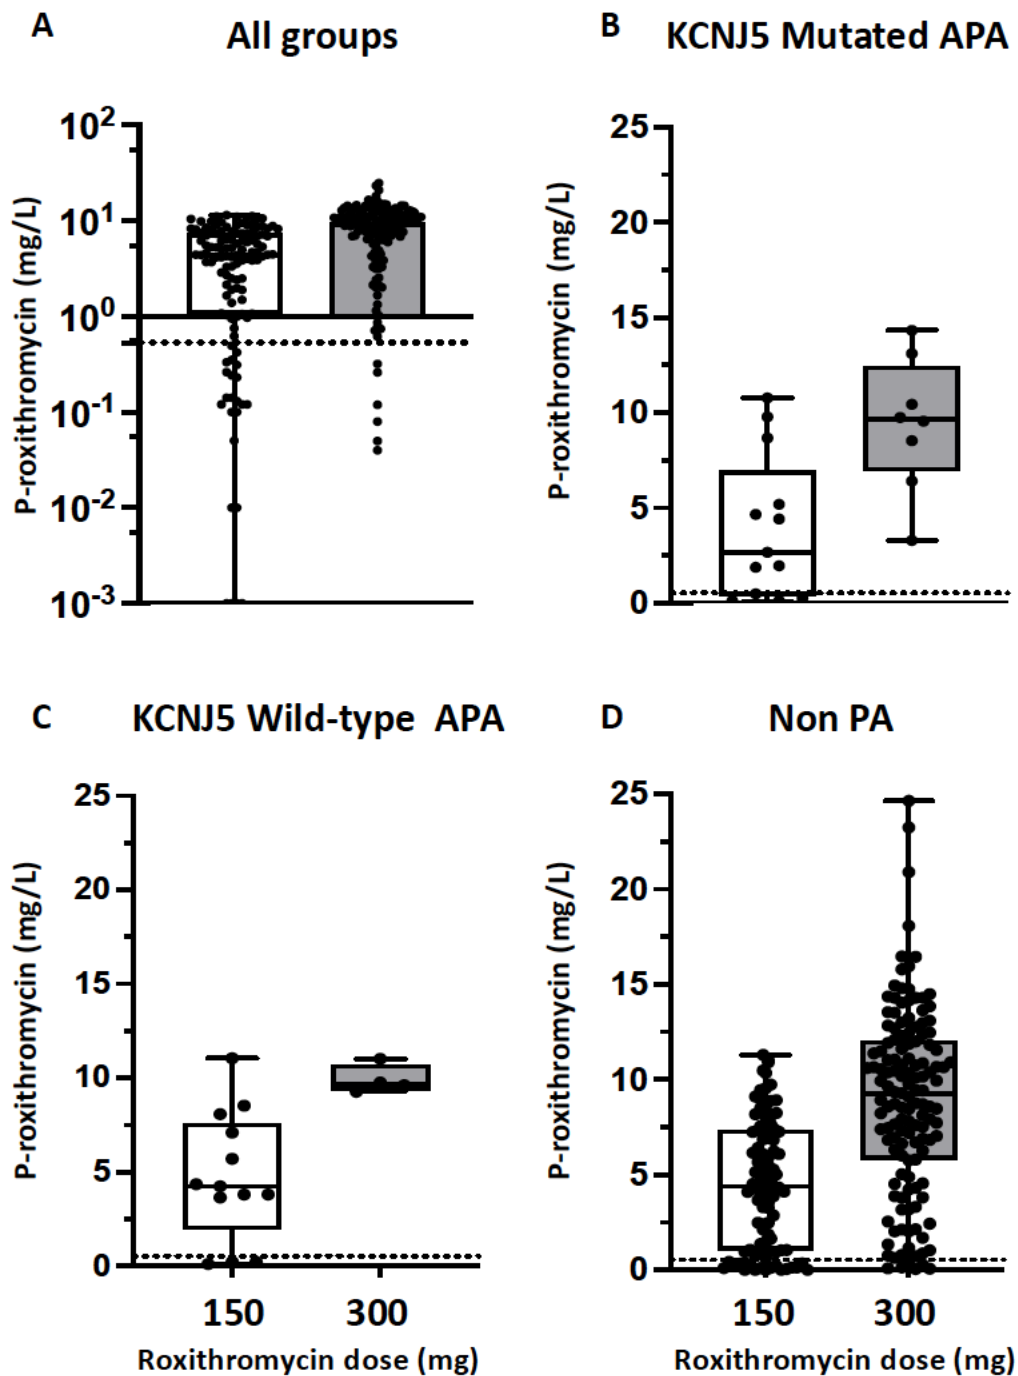 A
All groups
P-roxithromycin (mg/L)
10²
10¹
10⁰
10⁻¹
10⁻²
10⁻³
B
KCNJ5 Mutated APA
P-roxithromycin (mg/L)
25
20
15
10
5
0
C
KCNJ5 Wild-type APA
P-roxithromycin (mg/L)
25
20
15
10
5
0
150 300
Roxithromycin dose (mg)
D
Non PA
P-roxithromycin (mg/L)
25
20
15
10
5
0
150 300
Roxithromycin dose (mg)